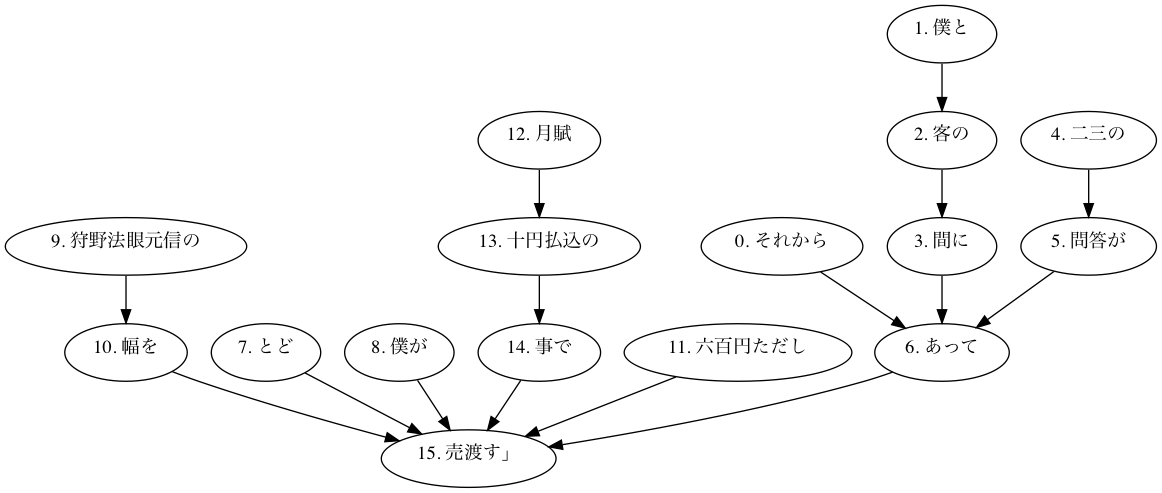 1. 僕と
12. 月賦
2. 客の
4. 二三の
9. 狩野法眼元信の
13. 十円払込の
0. それから
3. 間に
5. 問答が
10. 幅を
7. とど
8. 僕が
14. 事で
11. 六百円ただし
6. あって
15. 売渡す」